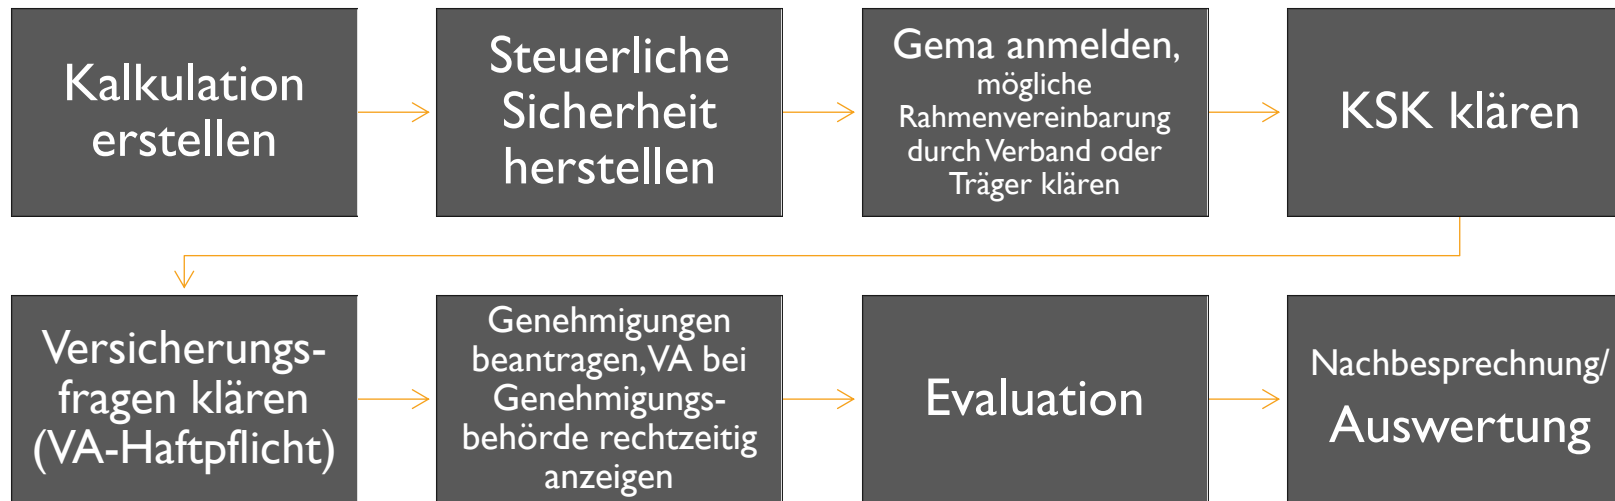 Kalkulation
erstellen
Steuerliche
Sicherheit
herstellen
Gema anmelden,
mögliche
Rahmenvereinbarung
durch Verband oder
Träger klären
KSK klären
Versicherungs-
fragen klären
(VA-Haftpflicht)
Genehmigungen
beantragen, VA bei
Genehmigungs-
behörde rechtzeitig
anzeigen
Evaluation
Nachbesprechnung/
Auswertung